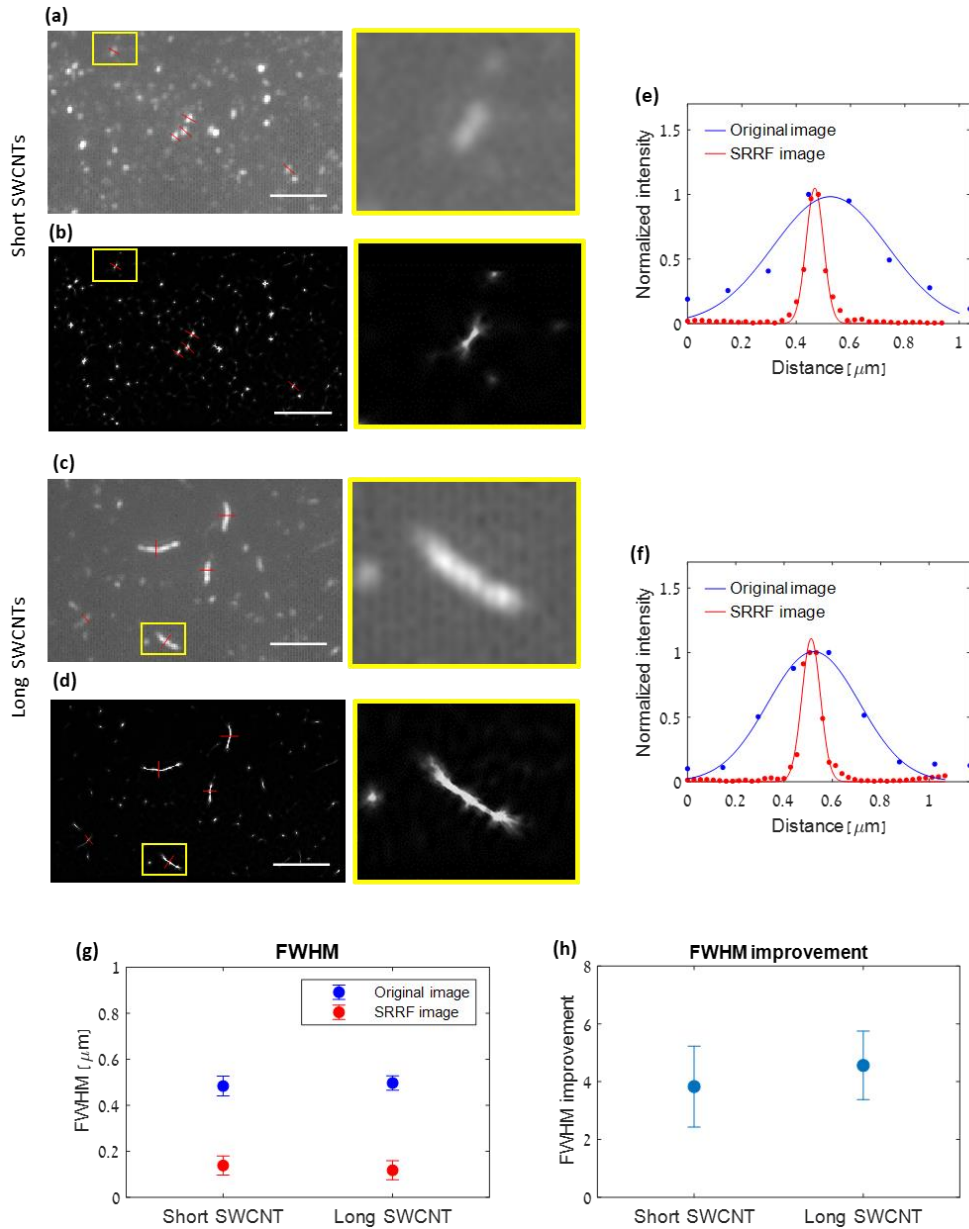 (a)
Short SWCNTs
(b)
(e)
Normalized intensity
1.5
1
0.5
0
Original image
SRRF image
0
0.2
0.4
0.6
0.8
1
Distance [ μm]
(c)
Long SWCNTs
(d)
(f)
Normalized intensity
1.5
1
0.5
0
Original image
SRRF image
0
0.2
0.4
0.6
0.8
1
Distance [ μm]
(g)
FWHM
FWHM [ μm]
1
0.8
0.6
0.4
0.2
0
Original image
SRRF image
Short SWCNT
Long SWCNT
(h)
FWHM improvement
FWHM improvement
8
6
4
2
0
Short SWCNT
Long SWCNT